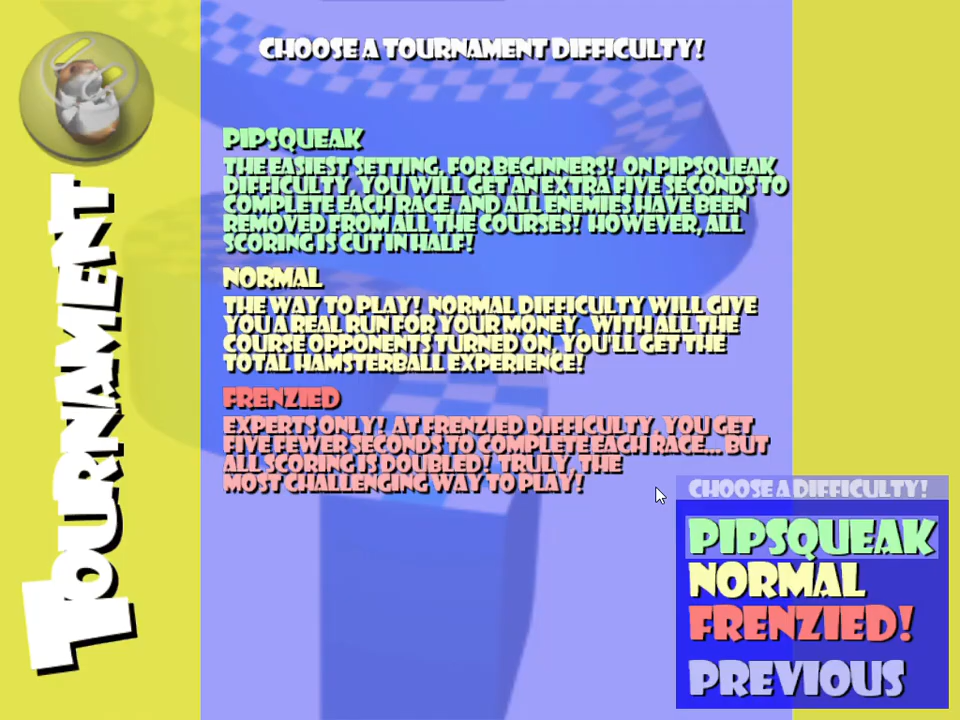 CHOOSE A TOURNAMENT DIFFICULTY!
TOURNAMENT
PIPSQUEAK
THE EASIEST SETTING, FOR BEGINNERS! ON PIPSQUEAK
DIFFICULTY, YOU WILL GET AN EXTRA FIVE SECONDS TO
COMPLETE EACH RACE, AND ALL ENEMIES HAVE BEEN
REMOVED FROM ALL THE COURSES! HOWEVER, ALL
SCORING IS CUT IN HALF!
NORMAL
THE WAY TO PLAY! NORMAL DIFFICULTY WILL GIVE
YOU A REAL RUN FOR YOUR MONEY. WITH ALL THE
COURSE OPPONENTS TURNED ON, YOU'LL GET THE
TOTAL HAMSTERBALL EXPERIENCE!
FRENZIED
EXPERTS ONLY! AT FRENZIED DIFFICULTY, YOU GET
FIVE FEWER SECONDS TO COMPLETE EACH RACE... BUT
ALL SCORING IS DOUBLED! TRULY, THE
MOST CHALLENGING WAY TO PLAY!
CHOOSE A DIFFICULTY!
PIPSQUEAK
NORMAL
FRENZIED!
PREVIOUS